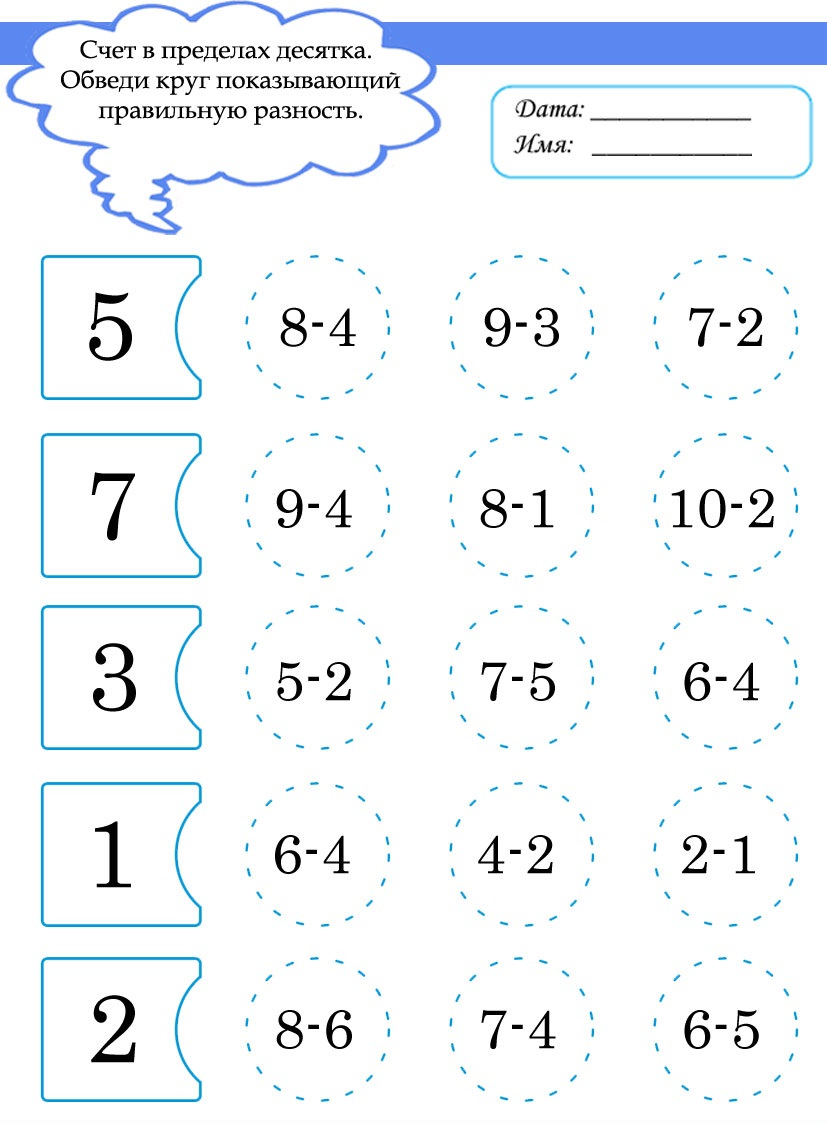 Счет в пределах десятка.
Обведи круг показывающий
правильную разность.
Дата: ___________
Имя: ___________
5 8-4 9-3 7-2
7 9-4 8-1 10-2
3 5-2 7-5 6-4
1 6-4 4-2 2-1
2 8-6 7-4 6-5